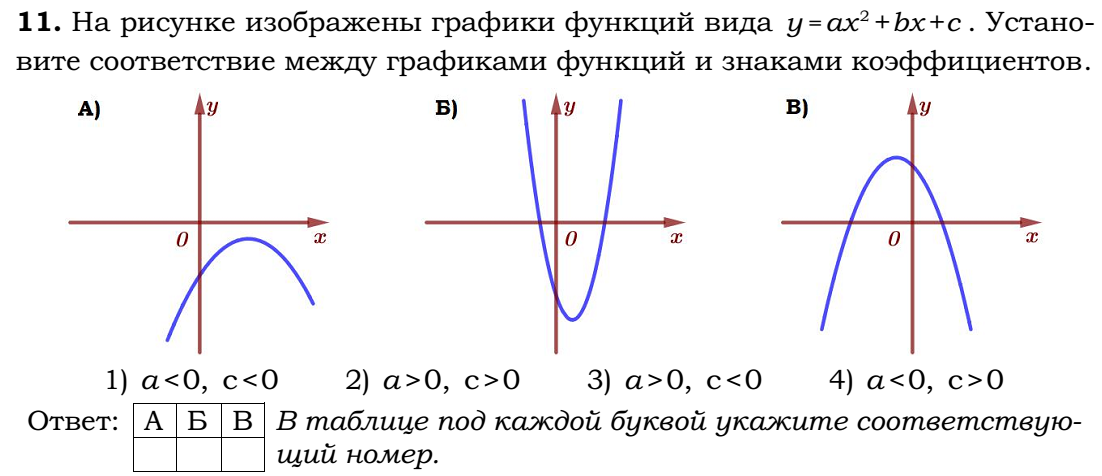 11. На рисунке изображены графики функций вида y=ax²+bx+c. Устано-
вите соответствие между графиками функций и знаками коэффициентов.
А) y 0 x
Б) y 0 x
В) y 0 x
1) a<0, c<0 2) a>0, c>0 3) a>0, c<0 4) a<0, c>0
Ответ: А Б В В таблице под каждой буквой укажите соответствую-
щий номер.